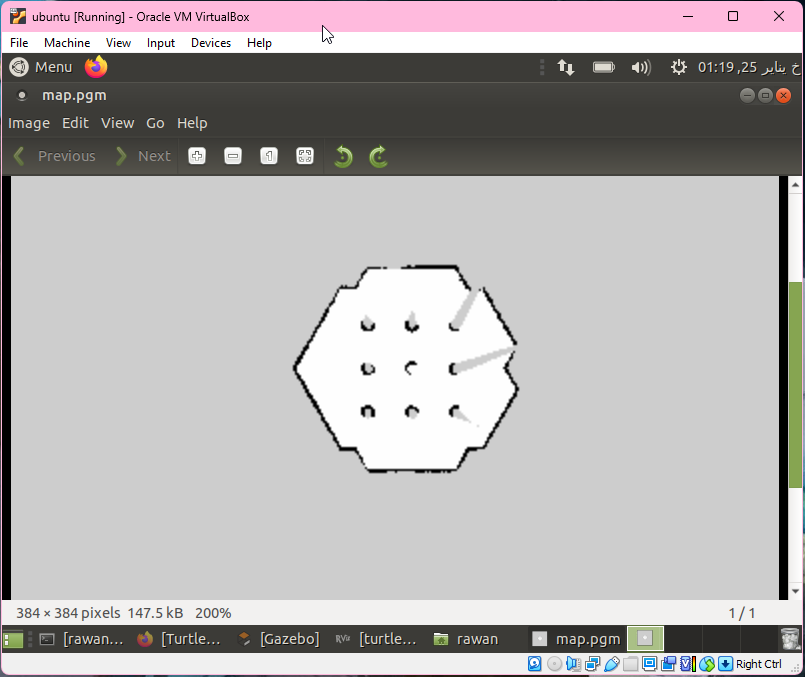 ubuntu [Running] - Oracle VM VirtualBox
File Machine View Input Devices Help
Menu 01:19 ,25 خ يناير
map.pgm
Image Edit View Go Help
Previous Next
384 × 384 pixels 147.5 kB 200% 1 / 1
[rawan... [Turtle... [Gazebo] [turtle... rawan map.pgm
Right Ctrl